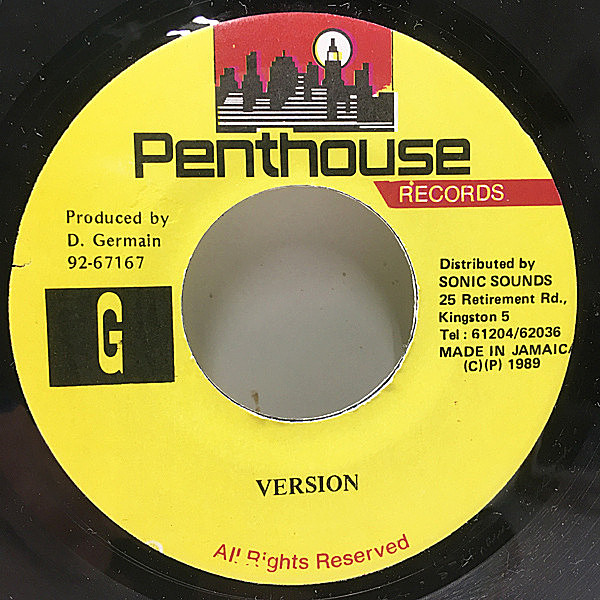 Penthouse
RECORDS
Produced by
D. Germain
92-67167
G
Distributed by
SONIC SOUNDS
25 Retirement Rd.,
Kingston 5
Tel: 61204/62036
MADE IN JAMAICA
(C)(P) 1989
VERSION
All Rights Reserved